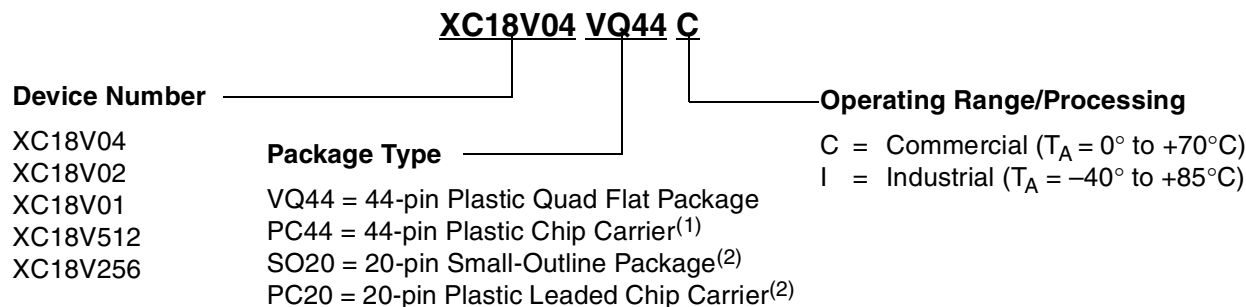 XC18V04 VQ44 C
Device Number
XC18V04
XC18V02
XC18V01
XC18V512
XC18V256
Package Type
VQ44 = 44-pin Plastic Quad Flat Package
PC44 = 44-pin Plastic Chip Carrier(1)
SO20 = 20-pin Small-Outline Package(2)
PC20 = 20-pin Plastic Leaded Chip Carrier(2)
Operating Range/Processing
C = Commercial (TA = 0° to +70°C)
I = Industrial (TA = –40° to +85°C)